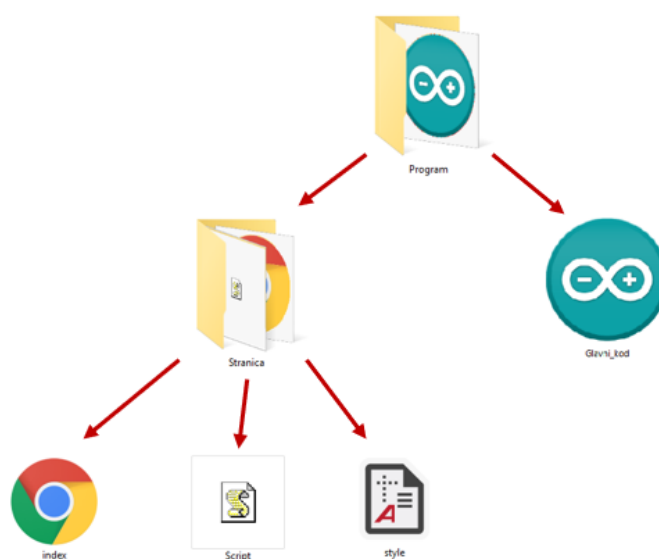 Program
Stranica
Glavni_kod
index
Script
style